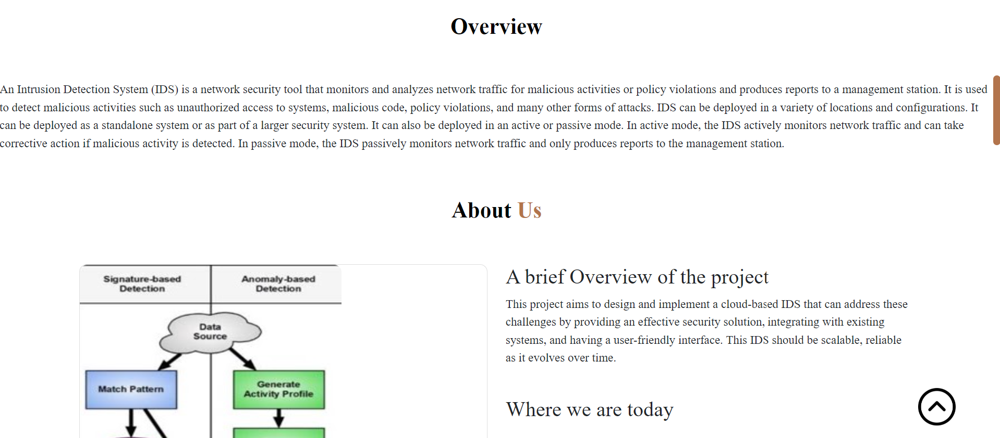 Overview
An Intrusion Detection System (IDS) is a network security tool that monitors and analyzes network traffic for malicious activities or policy violations and produces reports to a management station. It is used
to detect malicious activities such as unauthorized access to systems, malicious code, policy violations, and many other forms of attacks. IDS can be deployed in a variety of locations and configurations. It
can be deployed as a standalone system or as part of a larger security system. It can also be deployed in an active or passive mode. In active mode, the IDS actively monitors network traffic and can take
corrective action if malicious activity is detected. In passive mode, the IDS passively monitors network traffic and only produces reports to the management station.
About Us
Signature-based
Detection
Anomaly-based
Detection
Data
Source
Match Pattern
Generate
Activity Profile
A brief Overview of the project
This project aims to design and implement a cloud-based IDS that can address these
challenges by providing an effective security solution, integrating with existing
systems, and having a user-friendly interface. This IDS should be scalable, reliable
as it evolves over time.
Where we are today